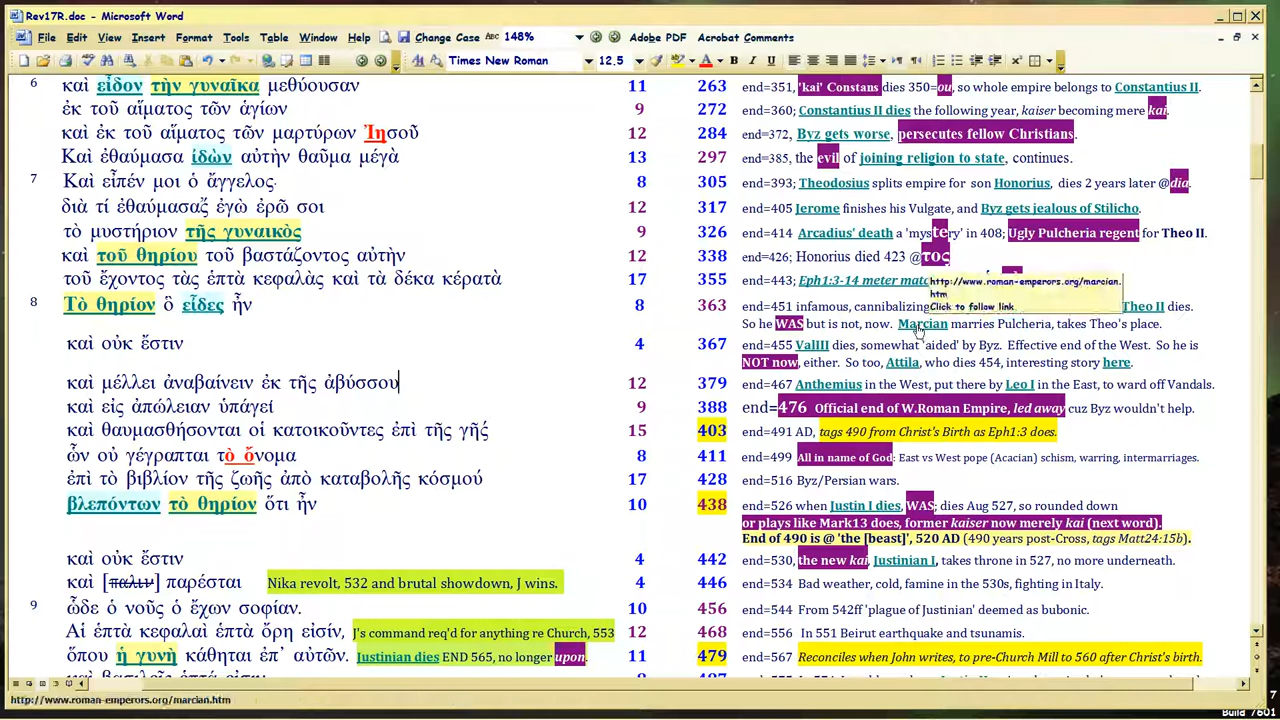 Rev17R.doc - Microsoft Word
File Edit View Insert Format Tools Table Window Help Change Case ABC 148% Adobe PDF Acrobat Comments
Times New Roman 12.5 B I U
6 καὶ εἶδον τὴν γυναῖκα μεθύουσαν 11 263 end=351, 'kai' Constans dies 350=ou, so whole empire belongs to Constantius II.
ἐκ τοῦ αἵματος τῶν ἁγίων 9 272 end=360; Constantius II dies the following year, kaiser becoming mere kai.
καὶ ἐκ τοῦ αἵματος τῶν μαρτύρων Ἰησοῦ 12 284 end=372, Byz gets worse, persecutes fellow Christians.
Καὶ ἐθαύμασα ἰδὼν αὐτὴν θαῦμα μέγὰ 13 297 end=385, the evil of joining religion to state, continues.
7 Καὶ εἶπέν μοι ὁ ἄγγελος· 8 305 end=393; Theodosius splits empire for son Honorius, dies 2 years later @dia.
διὰ τί ἐθαύμασαξ ἐγὼ ἐρῶ σοι 12 317 end=405 Jerome finishes his Vulgate, and Byz gets jealous of Stilicho.
τὸ μυστήριον τῆς γυναικὸς 9 326 end=414 Arcadius' death a 'mystery' in 408; Ugly Pulcheria regent for Theo II.
καὶ τοῦ θηρίου τοῦ βαστάζοντος αὐτὴν 12 338 end=426; Honorius died 423 @τος
τοῦ ἔχοντος τὰς ἑπτὰ κεφαλὰς καὶ τὰ δέκα κέρατὰ 17 355 end=443; Eph1:3-14 meter
http://www.roman-emperors.org/marcian.
htm
Click to follow link.
8 Τὸ θηρίον ὃ εἶδες ἦν 8 363 end=451 infamous, cannibalizing Theo II dies.
So he WAS but is not, now. Marcian marries Pulcheria, takes Theo's place.
καὶ οὐκ ἔστιν 4 367 end=455 ValIII dies, somewhat 'aided' by Byz. Effective end of the West. So he is
NOT now, either. So too, Attila, who dies 454, interesting story here.
καὶ μέλλει ἀναβαίνειν ἐκ τῆς ἀβύσσου 12 379 end=467 Anthemius in the West, put there by Leo I in the East, to ward off Vandals.
καὶ εἰς ἀπώλειαν ὑπάγεί 9 388 end=476 Official end of W.Roman Empire, led away cuz Byz wouldn't help.
καὶ θαυμασθήσονται οἱ κατοικοῦντες ἐπὶ τῆς γῆς 15 403 end=491 AD, tags 490 from Christ's Birth as Eph1:3 does.
ὧν οὐ γέγραπται τὸ ὄνομα 8 411 end=499 All in name of God: East vs West pope (Acacian) schism, warring, intermarriages.
ἐπὶ τὸ βιβλίον τῆς ζωῆς ἀπὸ καταβολῆς κόσμού 17 428 end=516 Byz/Persian wars.
βλεπόντων τὸ θηρίον ὅτι ἦν 10 438 end=526 when Justin I dies, WAS; dies Aug 527, so rounded down
or plays like Mark13 does, former kaiser now merely kai (next word).
End of 490 is @ 'the [beast]', 520 AD (490 years post-Cross, tags Matt24:15b).
καὶ οὐκ ἔστιν 4 442 end=530, the new kai, Justinian I, takes throne in 527, no more underneath.
καὶ [παλιν] παρέσται Nika revolt, 532 and brutal showdown, J wins. 4 446 end=534 Bad weather, cold, famine in the 530s, fighting in Italy.
9 ὧδε ὁ νοῦς ὁ ἔχων σοφίαν. 10 456 end=544 From 542ff 'plague of Justinian' deemed as bubonic.
Αἱ ἑπτὰ κεφαλαὶ ἑπτὰ ὄρη εἰσίν, J's command req'd for anything re Church, 553 12 468 end=556 In 551 Beirut earthquake and tsunamis.
ὅπου ἡ γυνὴ κάθηται ἐπ' αὐτῶν. Justinian dies END 565, no longer upon. 11 479 end=567 Reconciles when John writes, to pre-Church Mill to 560 after Christ's birth.
http://www.roman-emperors.org/marcian.htm
7
Build 7601